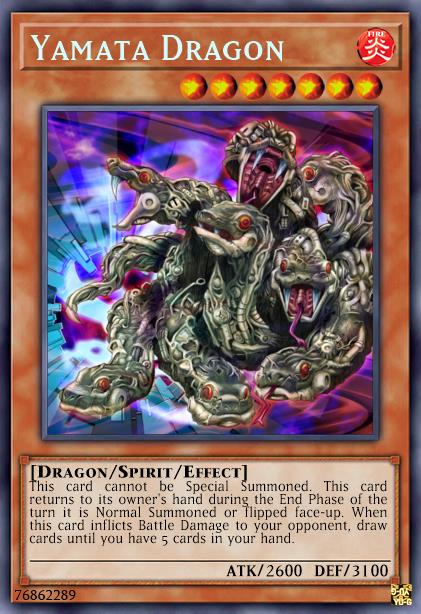 YAMATA DRAGON
FIRE
炎
[DRAGON/SPIRIT/EFFECT]
This card cannot be Special Summoned. This card
returns to its owner's hand during the End Phase of the
turn it is Normal Summoned or flipped face-up. When
this card inflicts Battle Damage to your opponent, draw
cards until you have 5 cards in your hand.
ATK/2600 DEF/3100
76862289